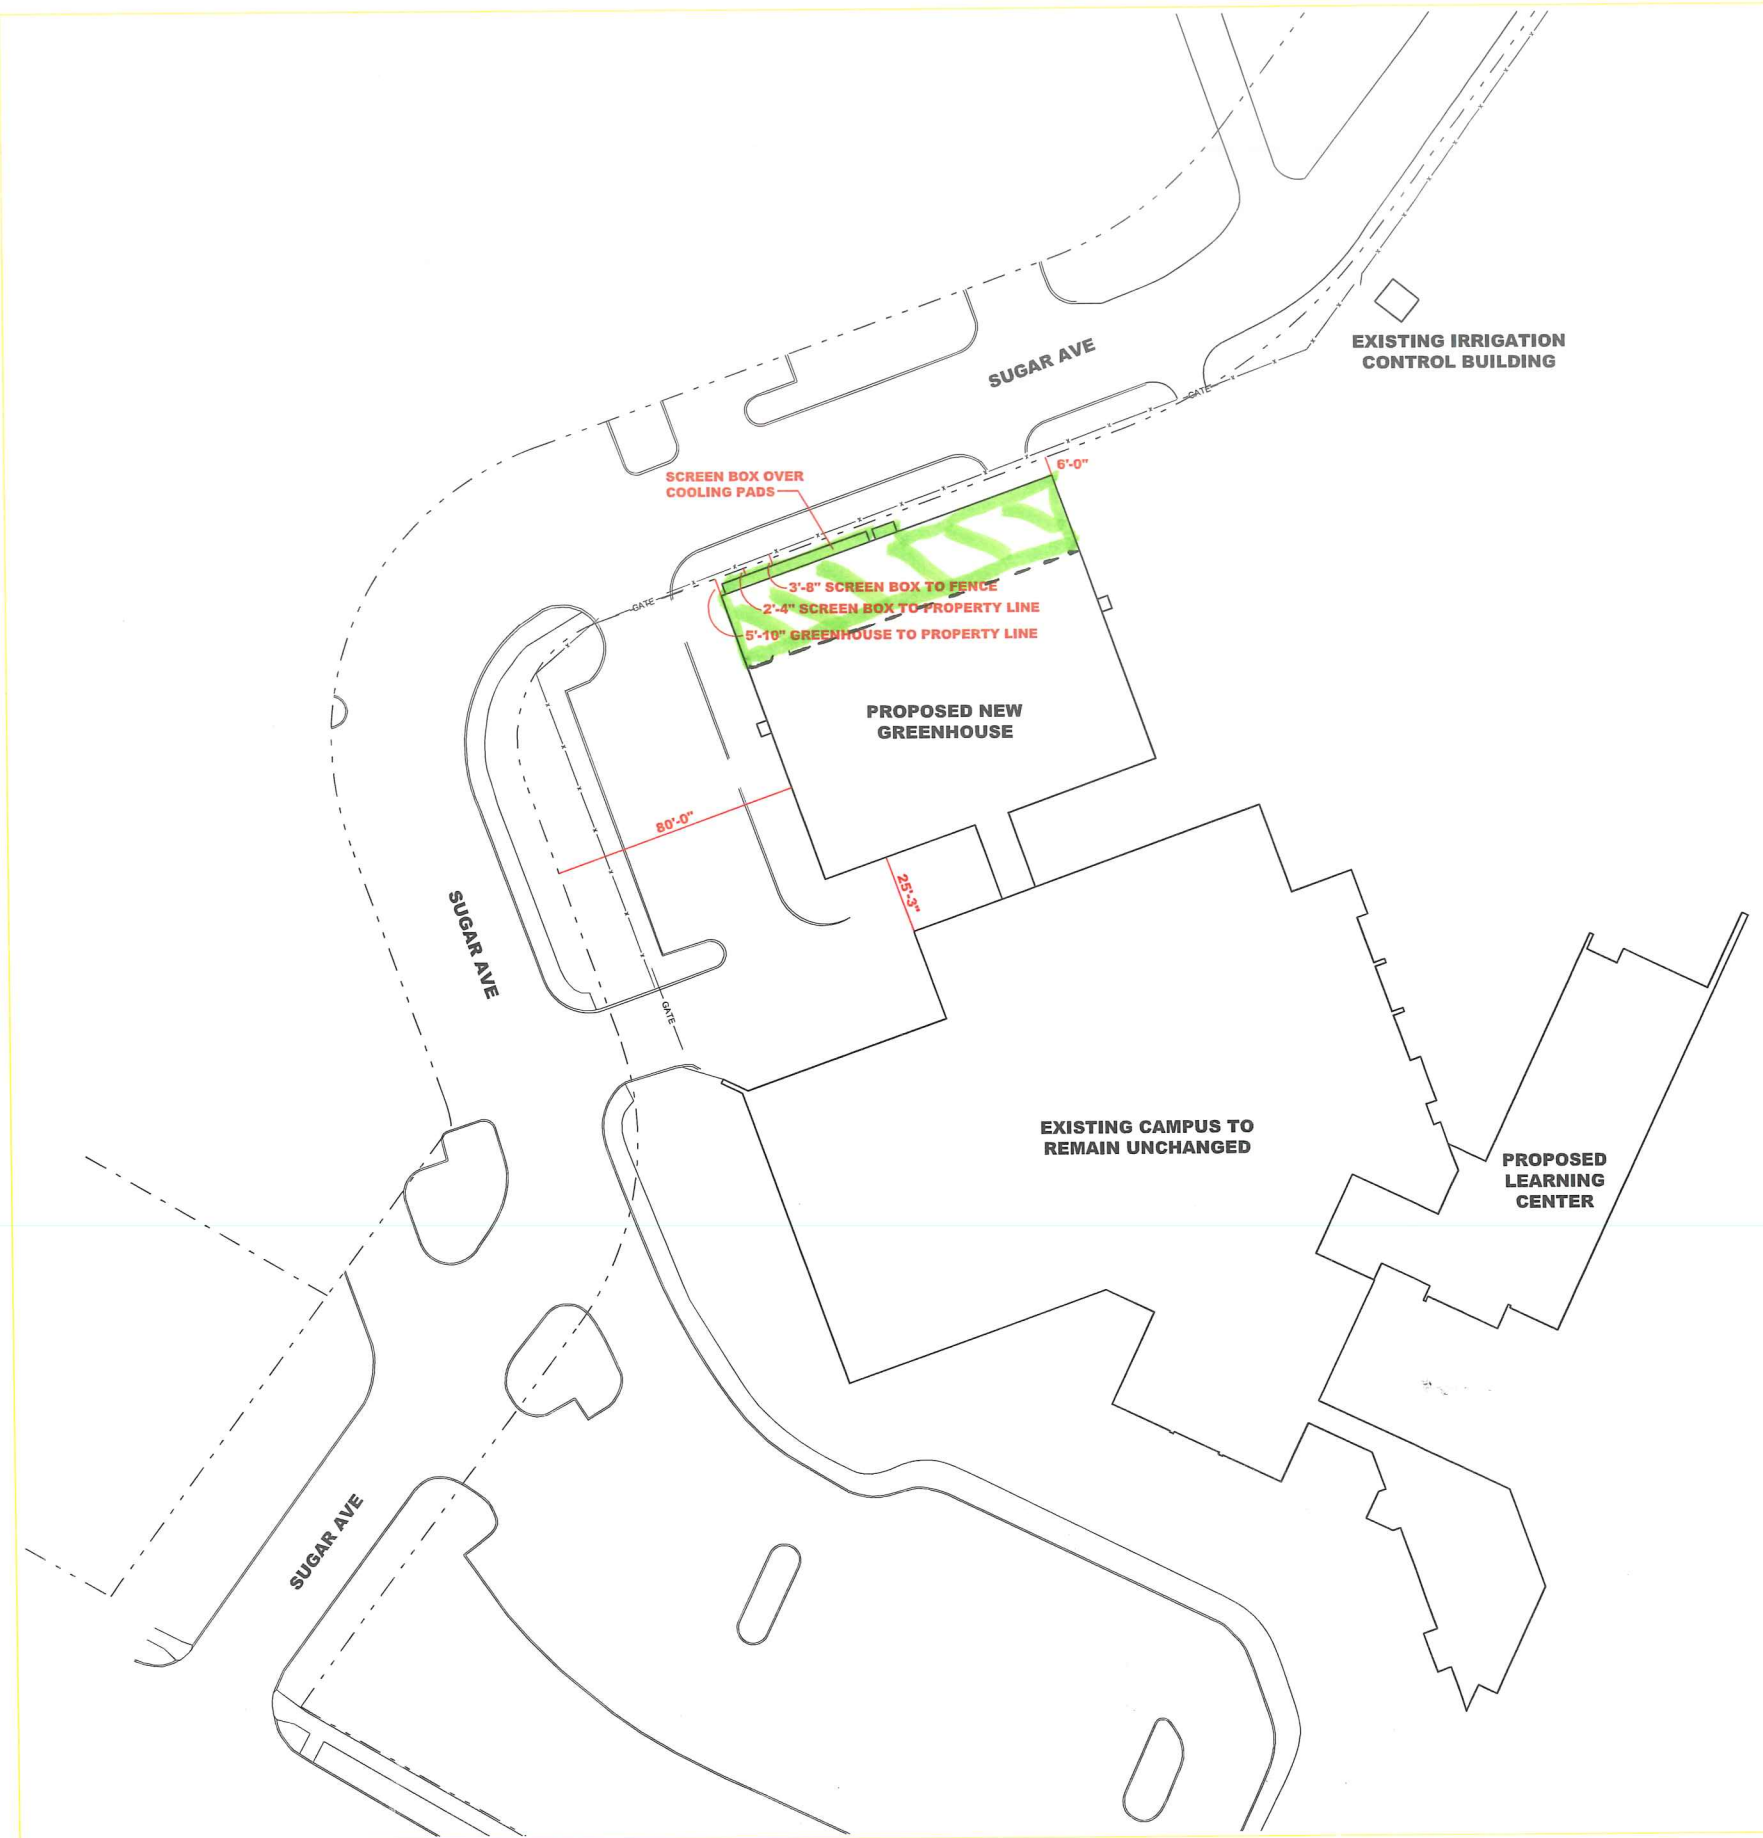 SUGAR AVE
EXISTING IRRIGATION
CONTROL BUILDING
GATE
6'-0"
SCREEN BOX OVER
COOLING PADS
3'-8" SCREEN BOX TO FENCE
2'-4" SCREEN BOX TO PROPERTY LINE
5'-10" GREENHOUSE TO PROPERTY LINE
GATE
PROPOSED NEW
GREENHOUSE
80'-0"
25'-3"
SUGAR AVE
GATE
EXISTING CAMPUS TO
REMAIN UNCHANGED
PROPOSED
LEARNING
CENTER
SUGAR AVE